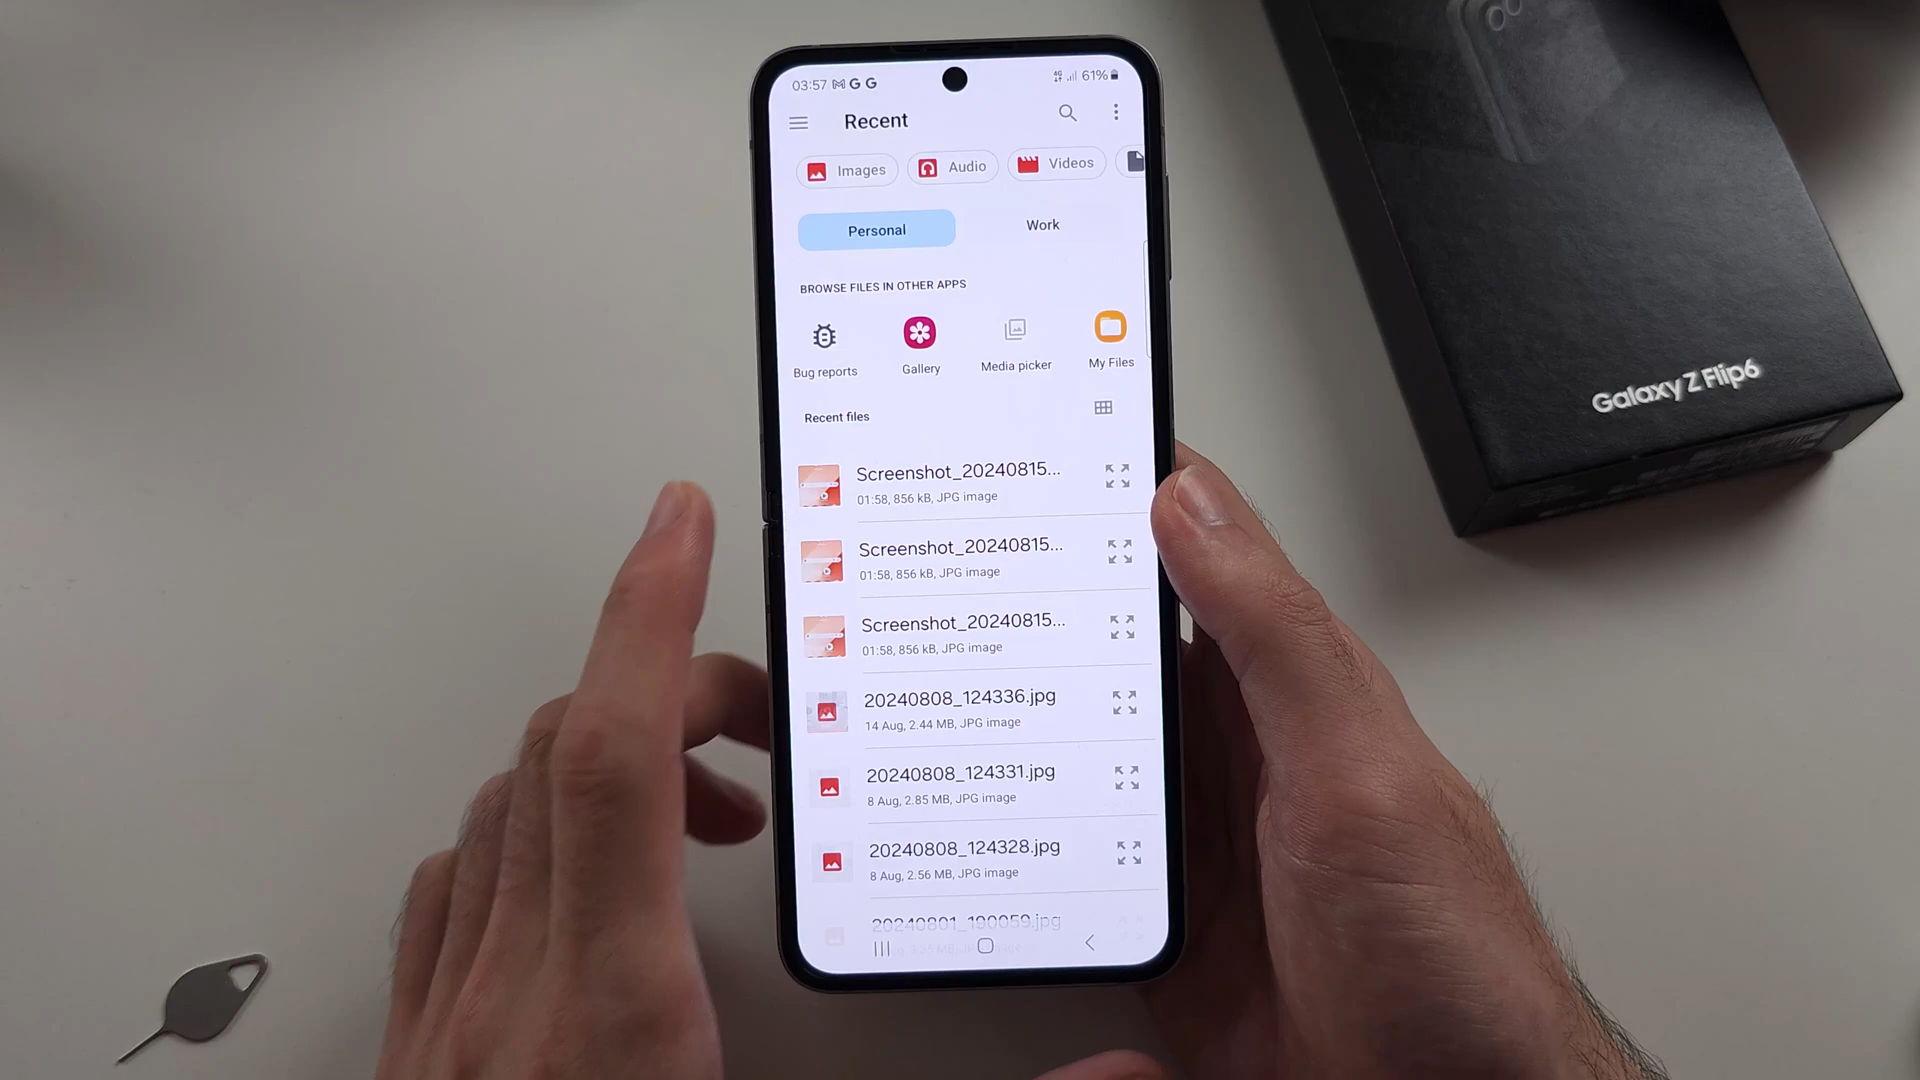 03:57 M G G
4G 61%
Recent
Images
Audio
Videos
Personal
Work
BROWSE FILES IN OTHER APPS
Bug reports
Gallery
Media picker
My Files
Recent files
Screenshot_20240815...
01:58, 856 kB, JPG image
Screenshot_20240815...
01:58, 856 kB, JPG image
Screenshot_20240815...
01:58, 856 kB, JPG image
20240808_124336.jpg
14 Aug, 2.44 MB, JPG image
20240808_124331.jpg
8 Aug, 2.85 MB, JPG image
20240808_124328.jpg
8 Aug, 2.56 MB, JPG image
20240801_190059.jpg
Galaxy Z Flip6